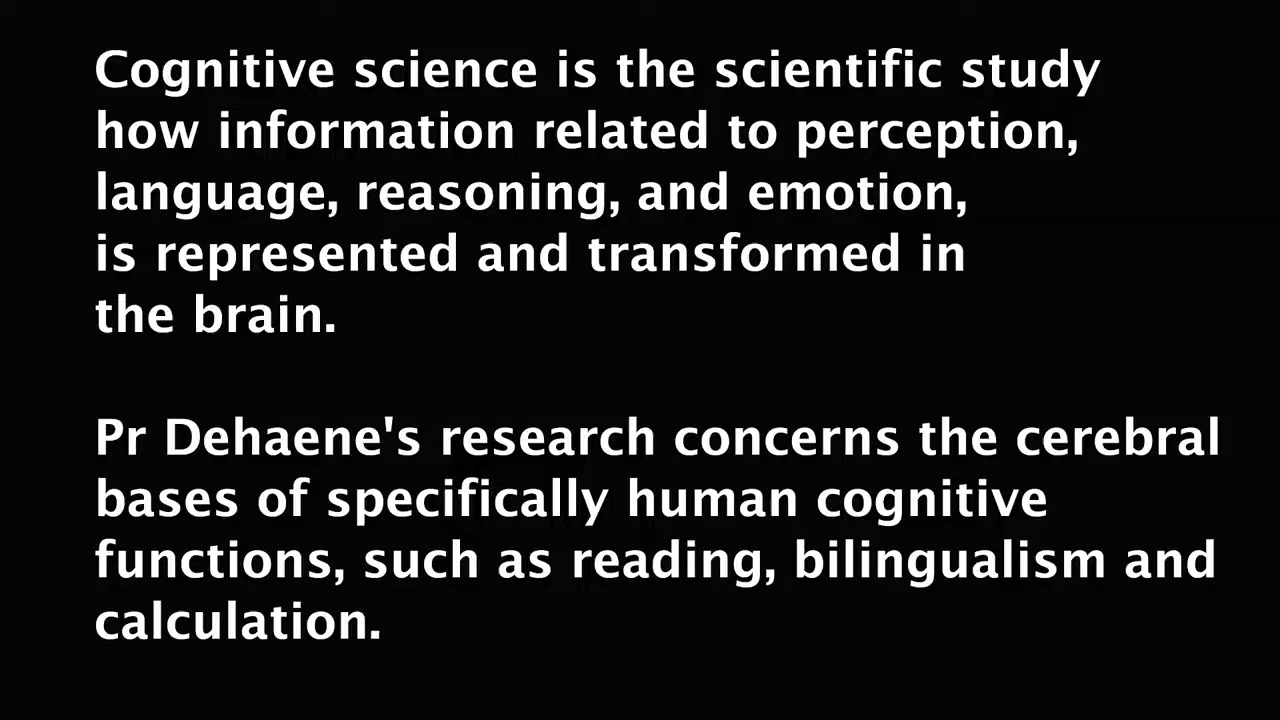 Cognitive science is the scientific study
how information related to perception,
language, reasoning, and emotion,
is represented and transformed in
the brain.
Pr Dehaene's research concerns the cerebral
bases of specifically human cognitive
functions, such as reading, bilingualism and
calculation.